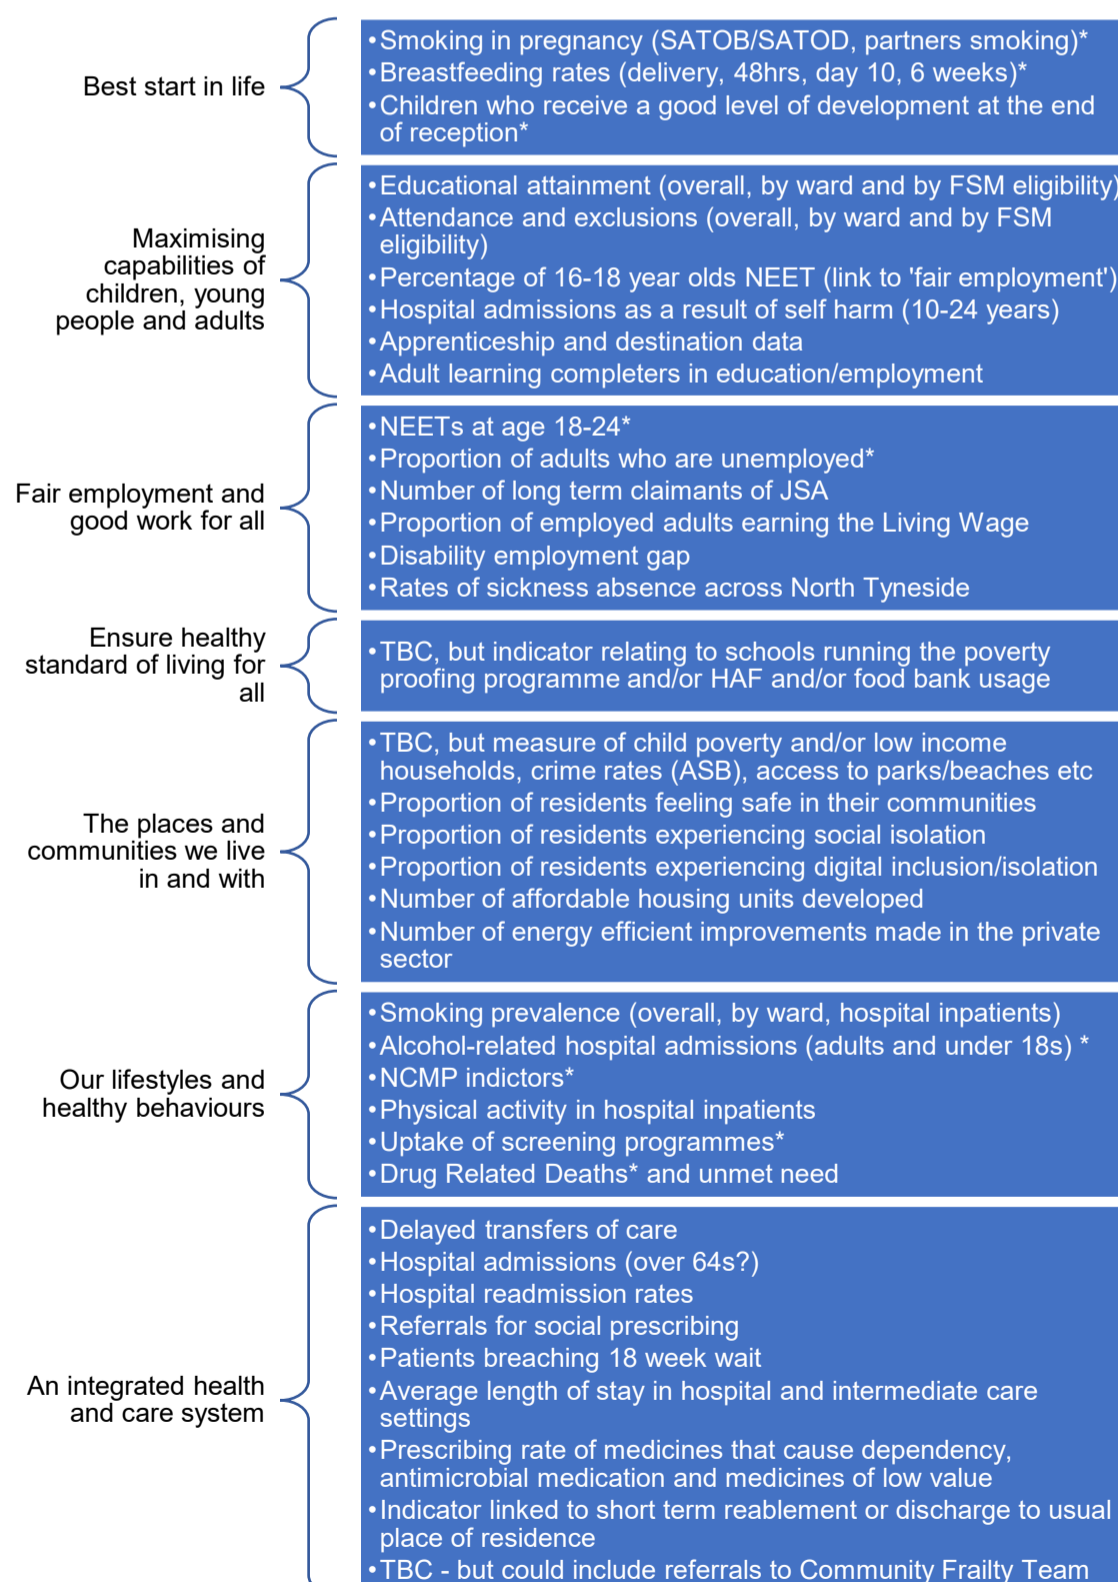 Best start in life
•Smoking in pregnancy (SATOB/SATOD, partners smoking)*
•Breastfeeding rates (delivery, 48hrs, day 10, 6 weeks)*
•Children who receive a good level of development at the end
of reception*
Maximising
capabilities of
children, young
people and adults
•Educational attainment (overall, by ward and by FSM eligibility)
•Attendance and exclusions (overall, by ward and by FSM
eligibility)
•Percentage of 16-18 year olds NEET (link to 'fair employment')
•Hospital admissions as a result of self harm (10-24 years)
•Apprenticeship and destination data
•Adult learning completers in education/employment
Fair employment and
good work for all
•NEETs at age 18-24*
•Proportion of adults who are unemployed*
•Number of long term claimants of JSA
•Proportion of employed adults earning the Living Wage
•Disability employment gap
•Rates of sickness absence across North Tyneside
Ensure healthy
standard of living for
all
•TBC, but indicator relating to schools running the poverty
proofing programme and/or HAF and/or food bank usage
The places and
communities we live
in and with
•TBC, but measure of child poverty and/or low income
households, crime rates (ASB), access to parks/beaches etc
•Proportion of residents feeling safe in their communities
•Proportion of residents experiencing social isolation
•Proportion of residents experiencing digital inclusion/isolation
•Number of affordable housing units developed
•Number of energy efficient improvements made in the private
sector
Our lifestyles and
healthy behaviours
•Smoking prevalence (overall, by ward, hospital inpatients)
•Alcohol-related hospital admissions (adults and under 18s) *
•NCMP indictors*
•Physical activity in hospital inpatients
•Uptake of screening programmes*
•Drug Related Deaths* and unmet need
An integrated health
and care system
•Delayed transfers of care
•Hospital admissions (over 64s?)
•Hospital readmission rates
•Referrals for social prescribing
•Patients breaching 18 week wait
•Average length of stay in hospital and intermediate care
settings
•Prescribing rate of medicines that cause dependency,
antimicrobial medication and medicines of low value
•Indicator linked to short term reablement or discharge to usual
place of residence
•TBC - but could include referrals to Community Frailty Team